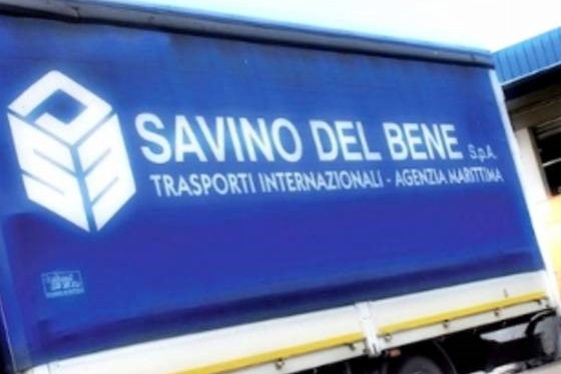 SAVINO DEL BENE S.p.A.
TRASPORTI INTERNAZIONALI - AGENZIA MARITTIMA